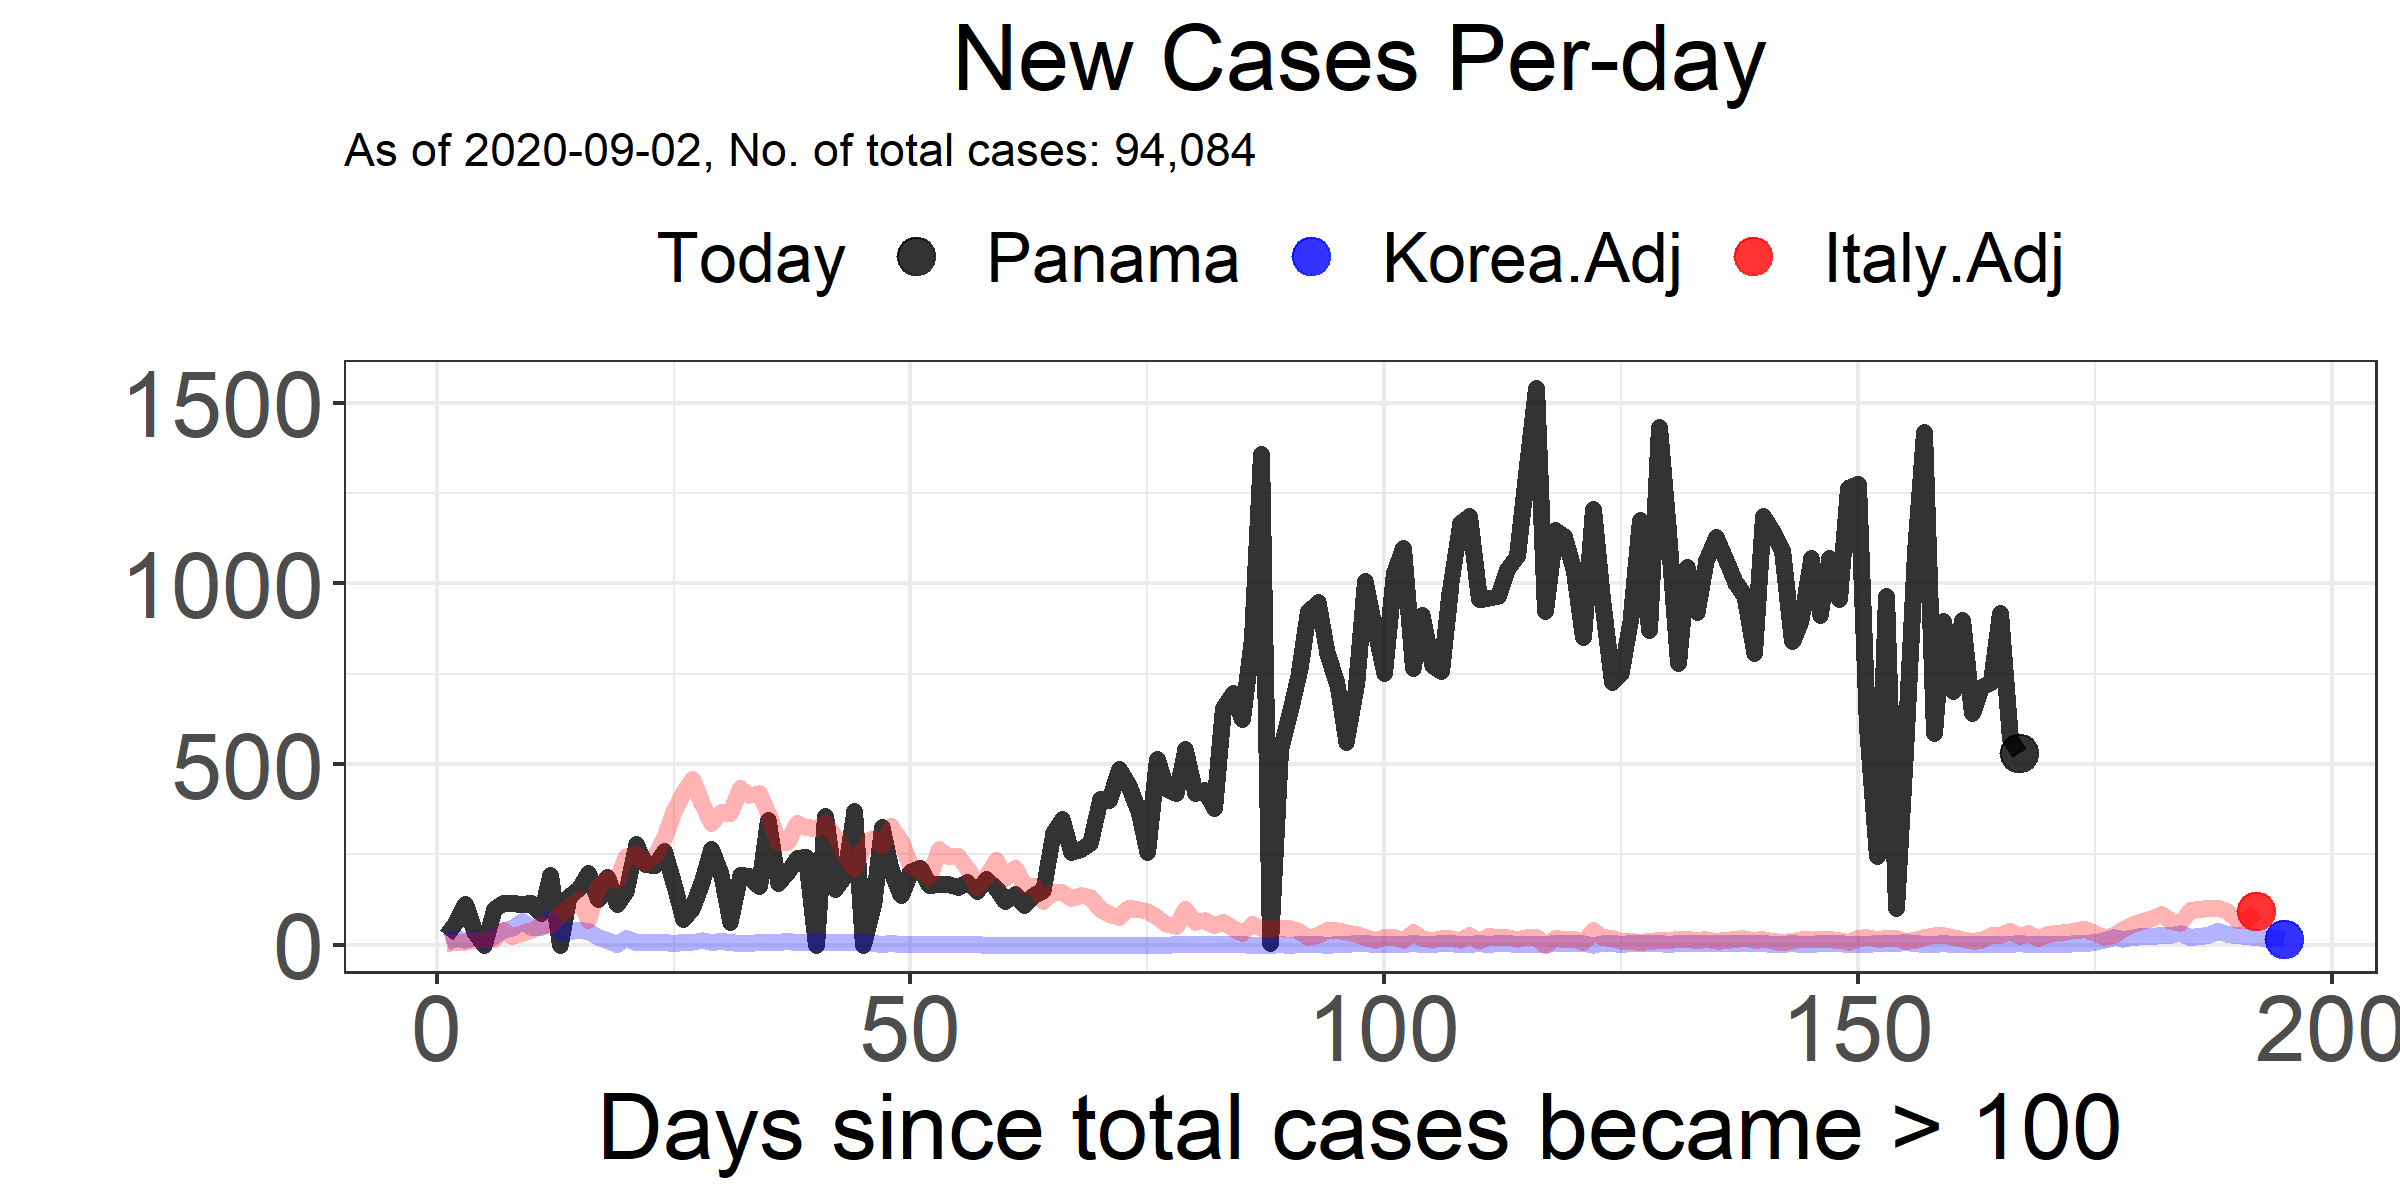 New Cases Per-day
As of 2020-09-02, No. of total cases: 94,084
Today Panama Korea.Adj Italy.Adj
1500
1000
500
0
0 50 100 150 200
Days since total cases became > 100